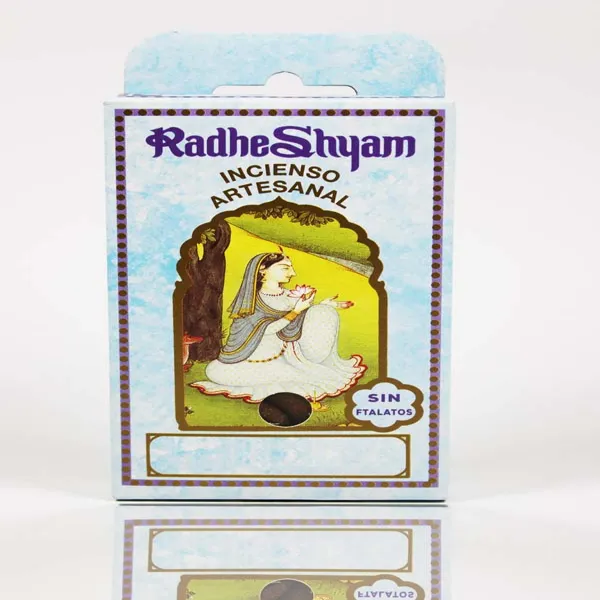 RadheShyam
INCIENSO
ARTESANAL
SIN
FTALATOS